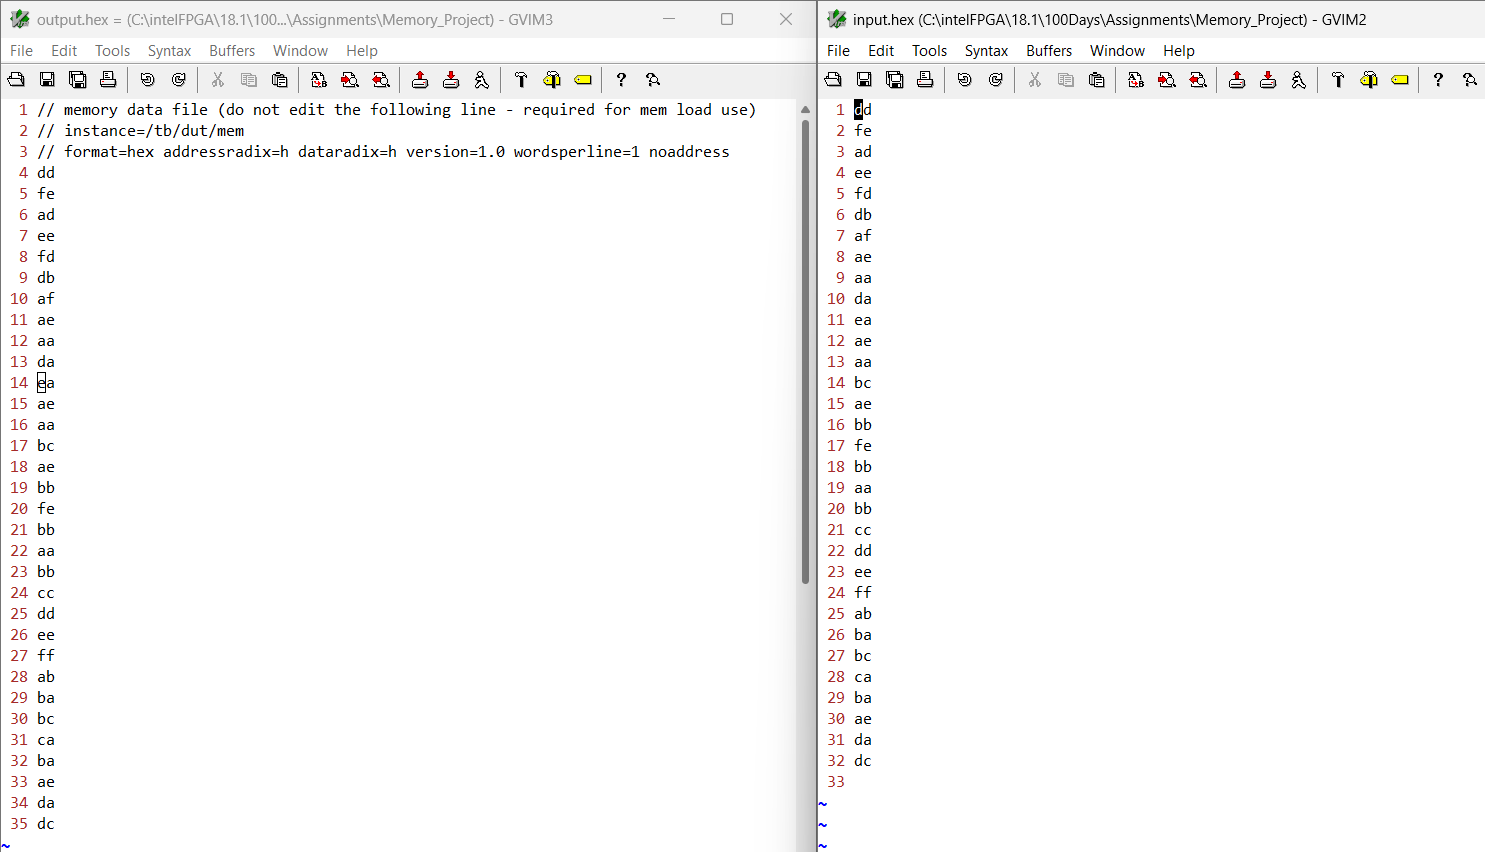 output.hex = (C:\intelFPGA\18.1\100...\Assignments\Memory_Project) - GVIM3
File Edit Tools Syntax Buffers Window Help
1 // memory data file (do not edit the following line - required for mem load use)
2 // instance=/tb/dut/mem
3 // format=hex addressradix=h dataradix=h version=1.0 wordsperline=1 noaddress
4 dd
5 fe
6 ad
7 ee
8 fd
9 db
10 af
11 ae
12 aa
13 da
14 ea
15 ae
16 aa
17 bc
18 ae
19 bb
20 fe
21 bb
22 aa
23 bb
24 cc
25 dd
26 ee
27 ff
28 ab
29 ba
30 bc
31 ca
32 ba
33 ae
34 da
35 dc
~
input.hex (C:\intelFPGA\18.1\100Days\Assignments\Memory_Project) - GVIM2
File Edit Tools Syntax Buffers Window Help
1 dd
2 fe
3 ad
4 ee
5 fd
6 db
7 af
8 ae
9 aa
10 da
11 ea
12 ae
13 aa
14 bc
15 ae
16 bb
17 fe
18 bb
19 aa
20 bb
21 cc
22 dd
23 ee
24 ff
25 ab
26 ba
27 bc
28 ca
29 ba
30 ae
31 da
32 dc
33
~
~
~